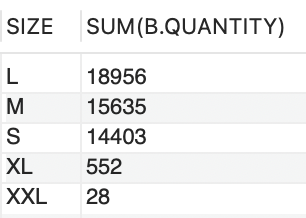 SIZE SUM(B.QUANTITY)
L 18956
M 15635
S 14403
XL 552
XXL 28